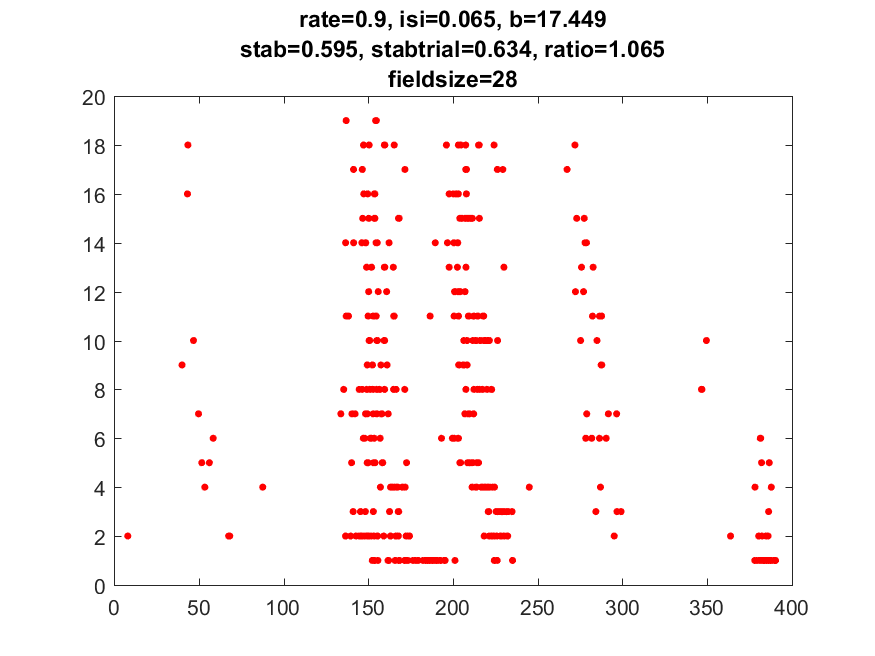 rate=0.9, isi=0.065, b=17.449
stab=0.595, stabtrial=0.634, ratio=1.065
fieldsize=28
20
18
16
14
12
10
8
6
4
2
0
0 50 100 150 200 250 300 350 400